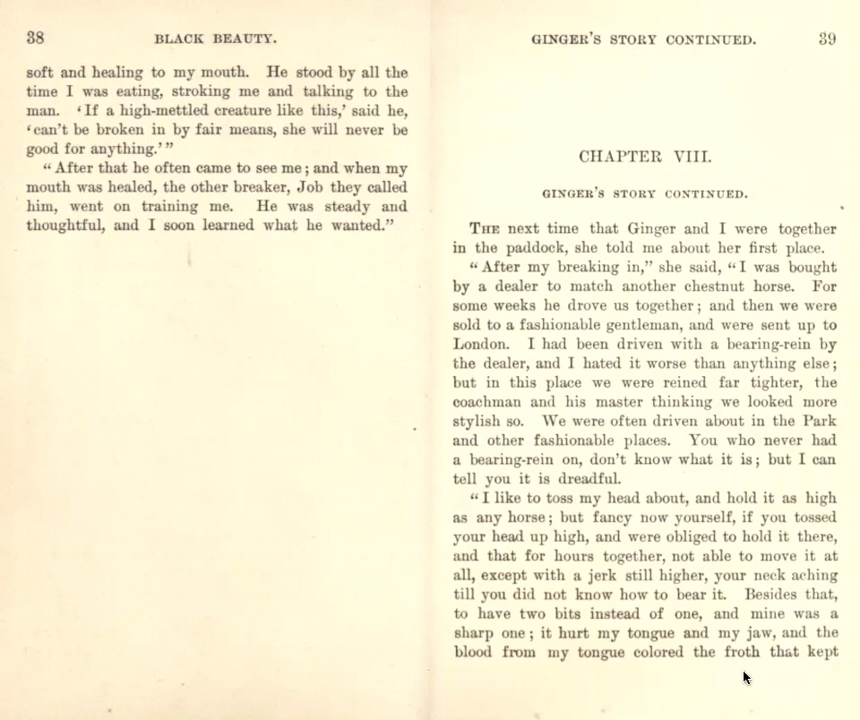 38
BLACK BEAUTY.
soft and healing to my mouth. He stood by all the
time I was eating, stroking me and talking to the
man. ‘If a high-mettled creature like this,’ said he,
‘can’t be broken in by fair means, she will never be
good for anything.’”
“After that he often came to see me; and when my
mouth was healed, the other breaker, Job they called
him, went on training me. He was steady and
thoughtful, and I soon learned what he wanted.”
GINGER’S STORY CONTINUED.
39
CHAPTER VIII.
GINGER’S STORY CONTINUED.
THE next time that Ginger and I were together
in the paddock, she told me about her first place.
“After my breaking in,” she said, “I was bought
by a dealer to match another chestnut horse. For
some weeks he drove us together; and then we were
sold to a fashionable gentleman, and were sent up to
London. I had been driven with a bearing-rein by
the dealer, and I hated it worse than anything else;
but in this place we were reined far tighter, the
coachman and his master thinking we looked more
stylish so. We were often driven about in the Park
and other fashionable places. You who never had
a bearing-rein on, don’t know what it is; but I can
tell you it is dreadful.
“I like to toss my head about, and hold it as high
as any horse; but fancy now yourself, if you tossed
your head up high, and were obliged to hold it there,
and that for hours together, not able to move it at
all, except with a jerk still higher, your neck aching
till you did not know how to bear it. Besides that,
to have two bits instead of one, and mine was a
sharp one; it hurt my tongue and my jaw, and the
blood from my tongue colored the froth that kept